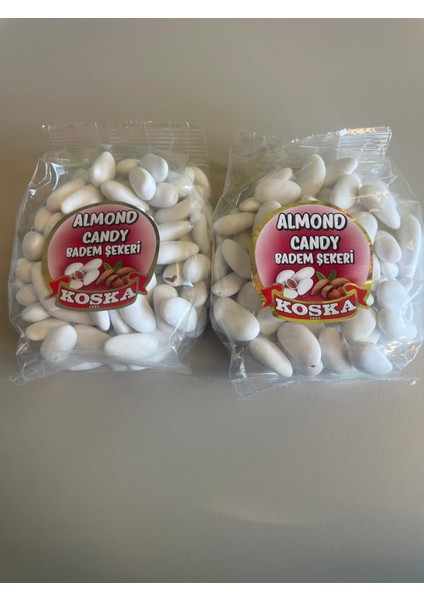 ALMOND
CANDY
BADEM ŞEKERİ
KOSKA
ALMOND
CANDY
BADEM ŞEKERİ
KOSKA